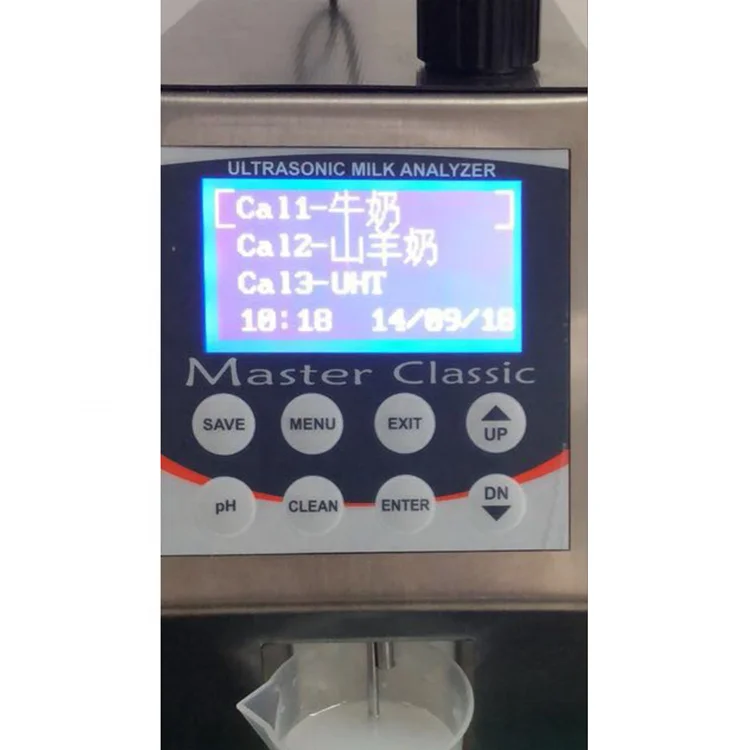 ULTRASONIC MILK ANALYZER
[Cal1-牛奶 ]
Cal2-山羊奶
Cal3-UHT
10:18 14/09/18
Master Classic
SAVE MENU EXIT UP
pH CLEAN ENTER DN